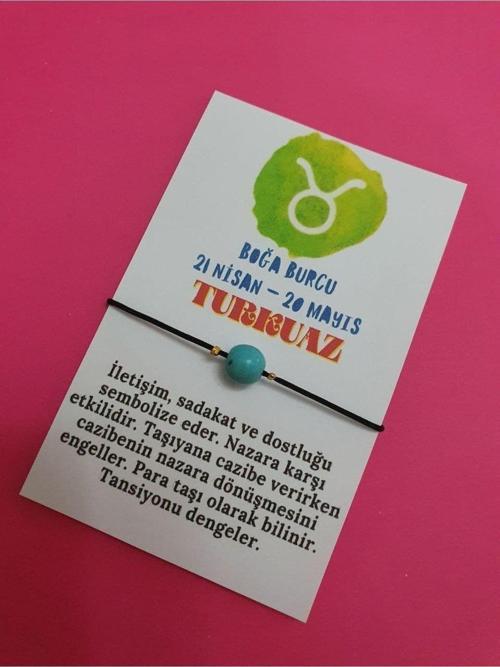 BOĞA BURCU
21 NİSAN – 20 MAYIS
TURKUAZ
İletişim, sadakat ve dostluğu
sembolize eder. Nazara karşı
etkilidir. Taşıyana cazibe verirken
cazibenin nazara dönüşmesini
engeller. Para taşı olarak bilinir.
Tansiyonu dengeler.